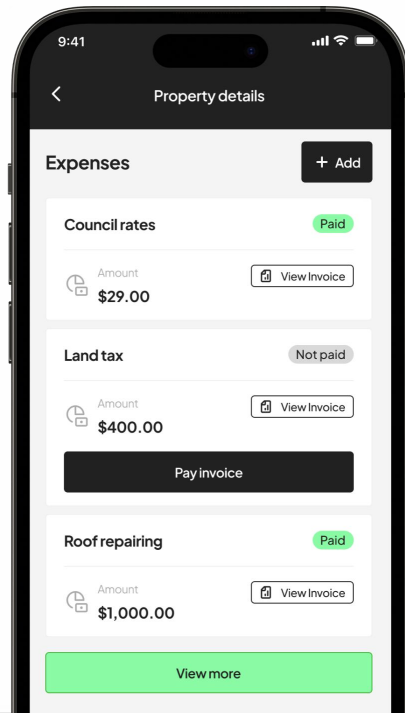 9:41
Property details
Expenses
+ Add
Council rates
Paid
Amount
View Invoice
$29.00
Land tax
Not paid
Amount
View Invoice
$400.00
Pay invoice
Roof repairing
Paid
Amount
View Invoice
$1,000.00
View more